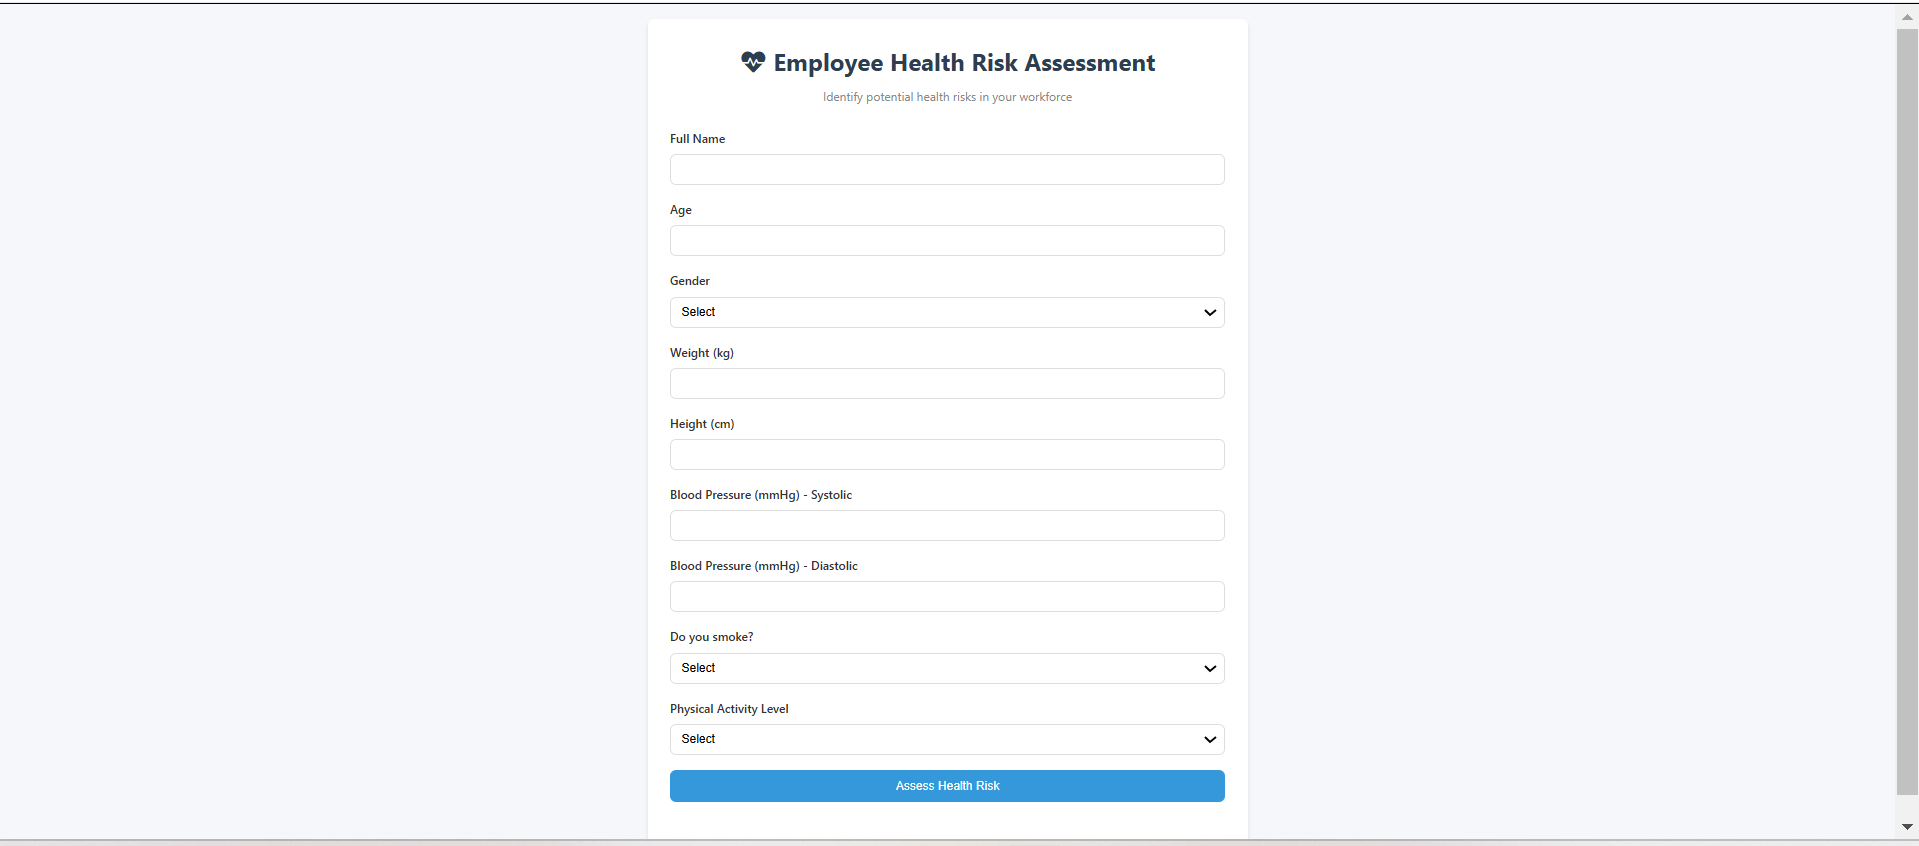 Employee Health Risk Assessment
Identify potential health risks in your workforce
Full Name
Age
Gender
Select
Weight (kg)
Height (cm)
Blood Pressure (mmHg) - Systolic
Blood Pressure (mmHg) - Diastolic
Do you smoke?
Select
Physical Activity Level
Select
Assess Health Risk